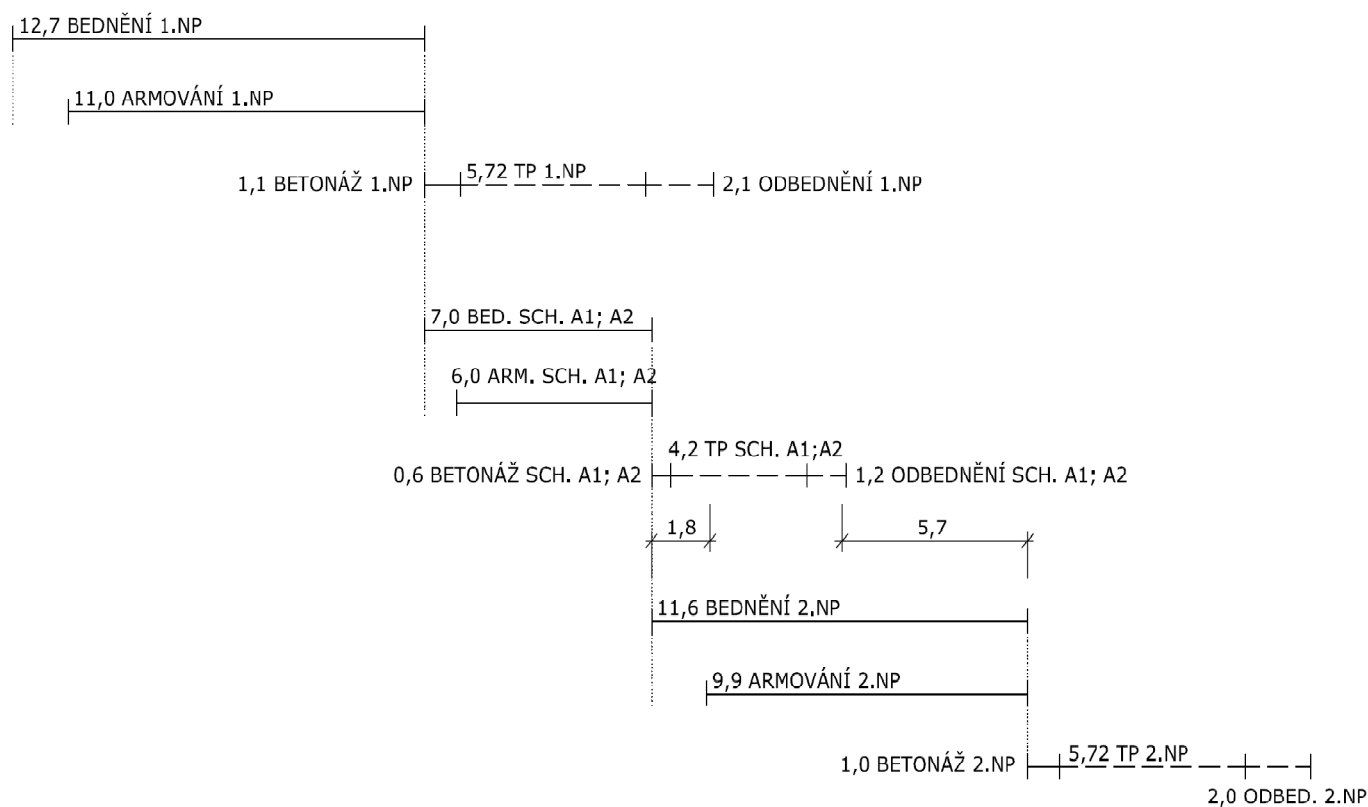 12,7 BEDNĚNÍ 1.NP
11,0 ARMOVÁNÍ 1.NP
1,1 BETONÁŽ 1.NP
5,72 TP 1.NP
2,1 ODBEDNĚNÍ 1.NP
7,0 BED. SCH. A1; A2
6,0 ARM. SCH. A1; A2
0,6 BETONÁŽ SCH. A1; A2
4,2 TP SCH. A1;A2
1,2 ODBEDNĚNÍ SCH. A1; A2
1,8
5,7
11,6 BEDNĚNÍ 2.NP
9,9 ARMOVÁNÍ 2.NP
1,0 BETONÁŽ 2.NP
5,72 TP 2.NP
2,0 ODBED. 2.NP